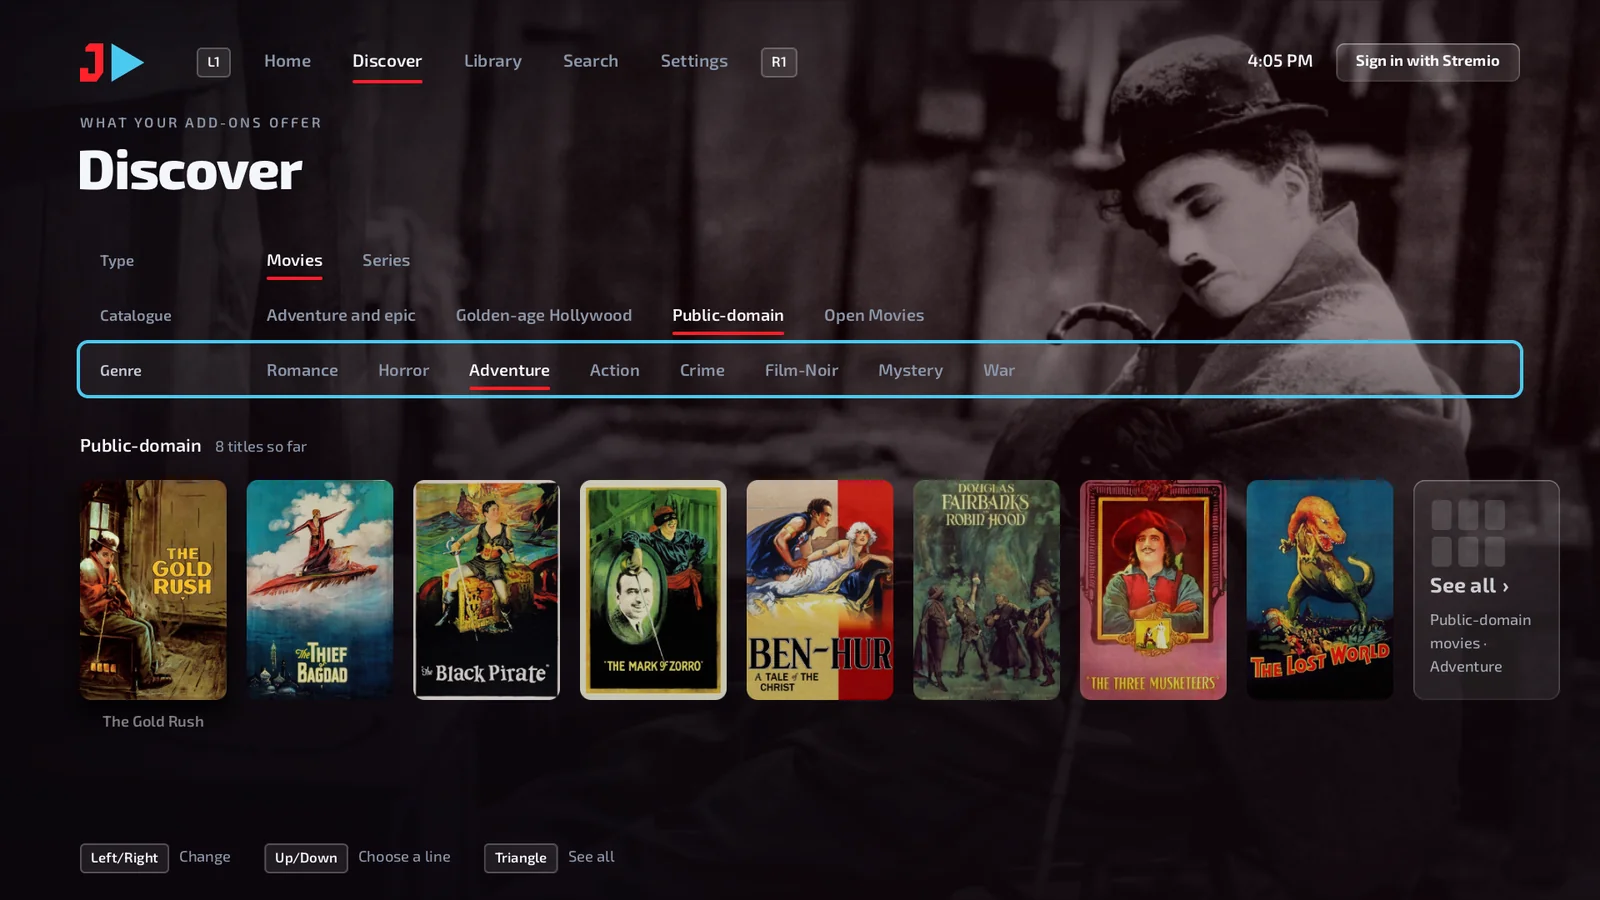 J
L1 Home Discover Library Search Settings R1 4:05 PM Sign in with Stremio
WHAT YOUR ADD-ONS OFFER
Discover
Type Movies Series
Catalogue Adventure and epic Golden-age Hollywood Public-domain Open Movies
Genre Romance Horror Adventure Action Crime Film-Noir Mystery War
Public-domain 8 titles so far
THE
GOLD
RUSH
The THIEF
of BAGDAD
The Black Pirate"
"THE MARK OF ZORRO"
BEN-HUR
A TALE of THE
CHRIST
DOUGLAS
FAIRBANKS
IN ROBIN HOOD
"THE THREE MUSKETEERS"
THE LOST WORLD
See all ›
Public-domain
movies ·
Adventure
The Gold Rush
Left/Right Change Up/Down Choose a line Triangle See all